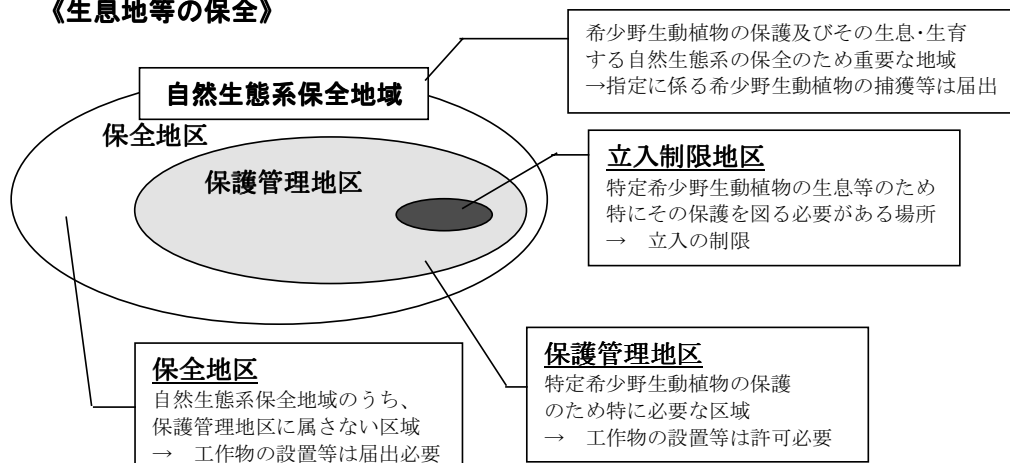 《生息地等の保全》
希少野生動植物の保護及びその生息･生育
する自然生態系の保全のため重要な地域
→指定に係る希少野生動植物の捕獲等は届出
自然生態系保全地域
保全地区
保護管理地区
立入制限地区
特定希少野生動植物の生息等のため
特にその保護を図る必要がある場所
→　立入の制限
保全地区
自然生態系保全地域のうち、
保護管理地区に属さない区域
→　工作物の設置等は届出必要
保護管理地区
特定希少野生動植物の保護
のため特に必要な区域
→　工作物の設置等は許可必要